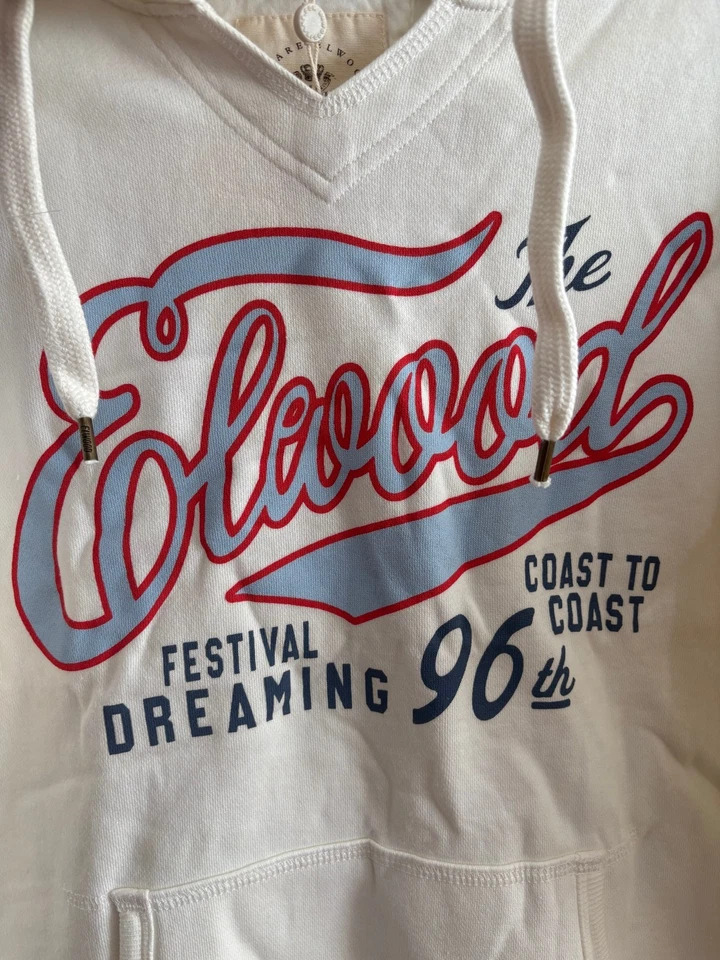 The
Elwood
COAST TO
COAST
FESTIVAL
DREAMING
96th